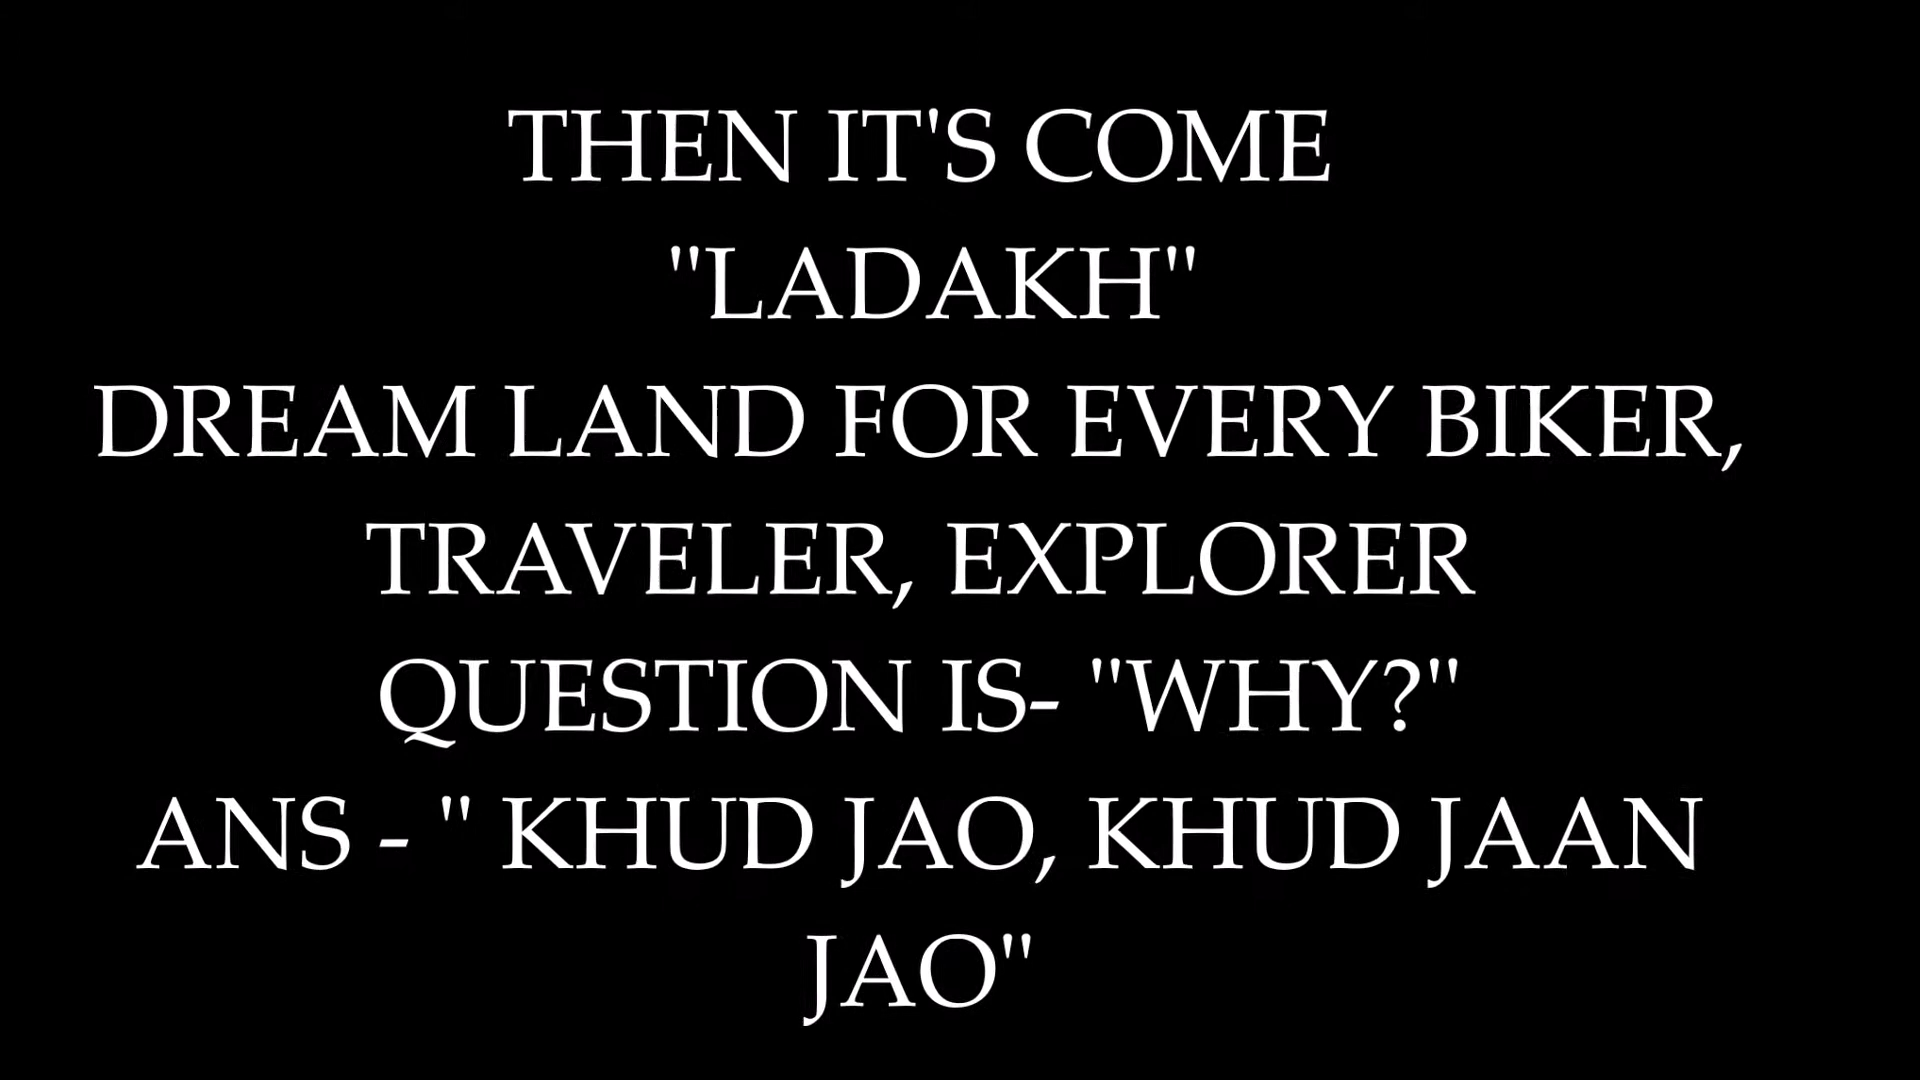 THEN IT'S COME
"LADAKH"
DREAM LAND FOR EVERY BIKER,
TRAVELER, EXPLORER
QUESTION IS- "WHY?"
ANS - " KHUD JAO, KHUD JAAN
JAO"